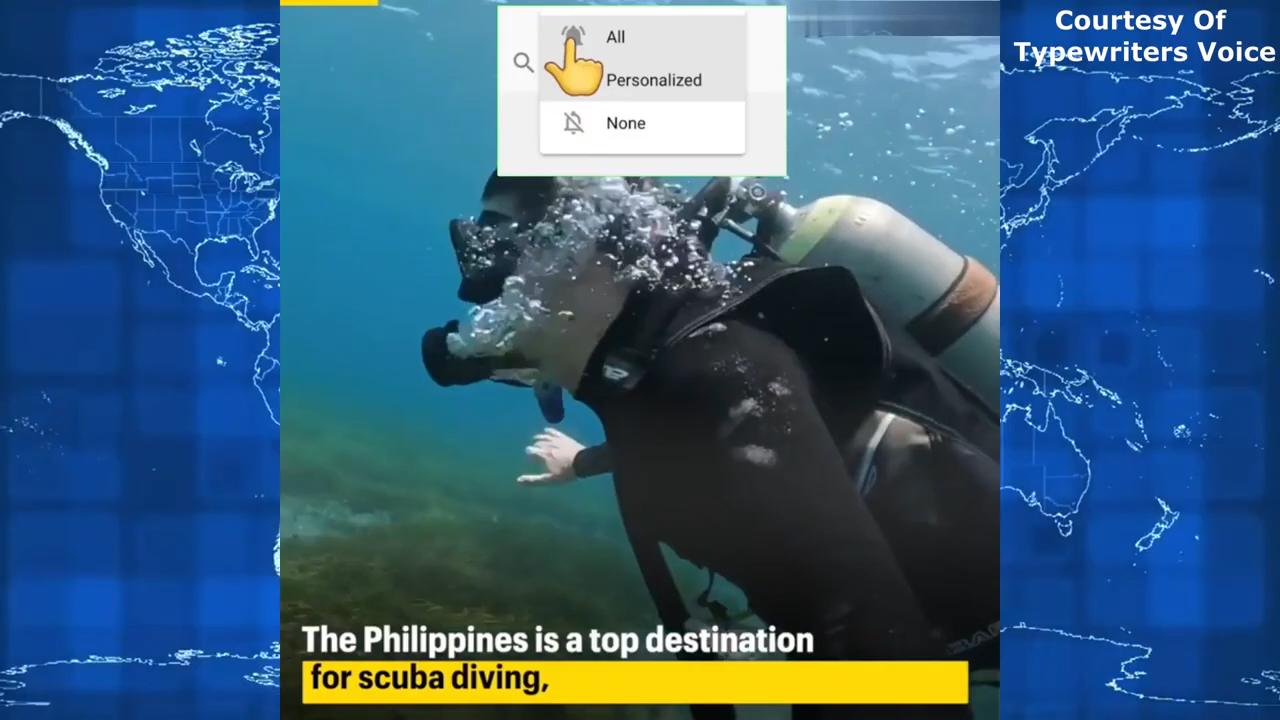 Courtesy Of
Typewriters Voice
All
Personalized
None
The Philippines is a top destination
for scuba diving,